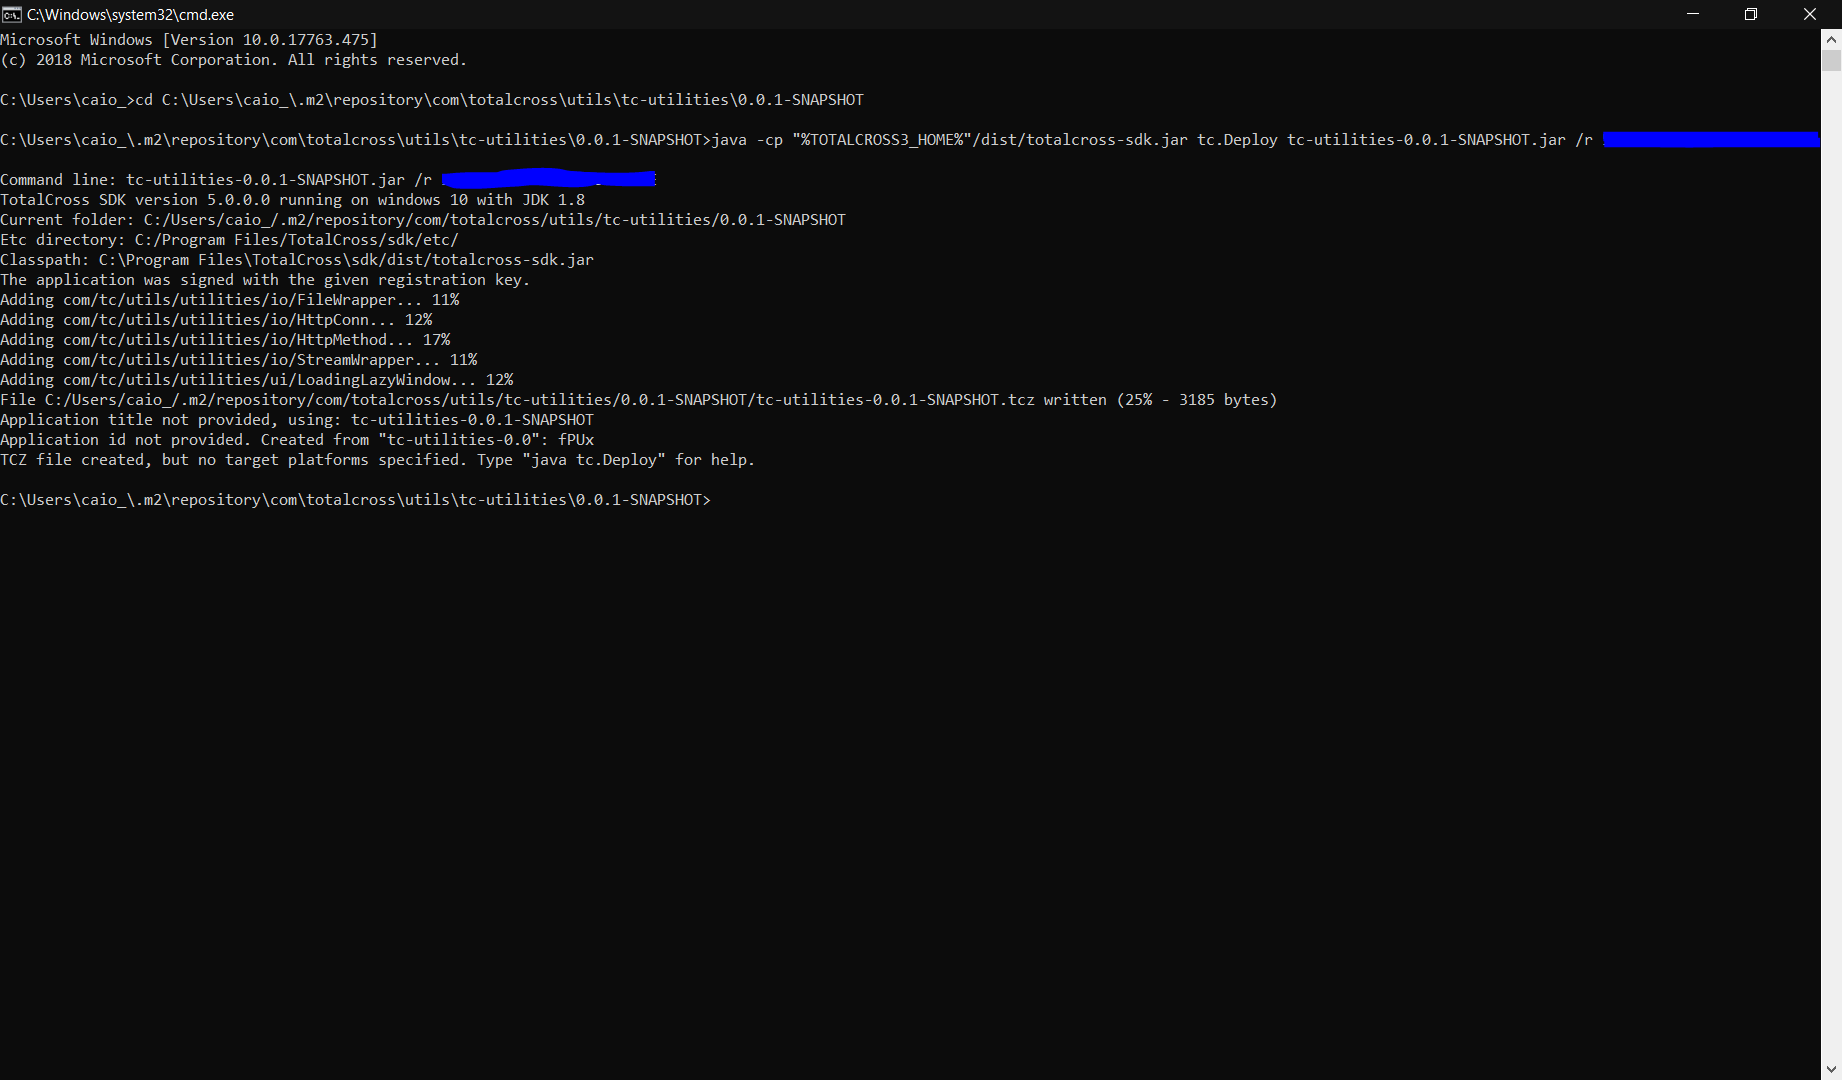 C:\Windows\system32\cmd.exe
Microsoft Windows [Version 10.0.17763.475]
(c) 2018 Microsoft Corporation. All rights reserved.
C:\Users\caio_>cd C:\Users\caio_\.m2\repository\com\totalcross\utils\tc-utilities\0.0.1-SNAPSHOT
C:\Users\caio_\.m2\repository\com\totalcross\utils\tc-utilities\0.0.1-SNAPSHOT>java -cp "%TOTALCROSS3_HOME%"/dist/totalcross-sdk.jar tc.Deploy tc-utilities-0.0.1-SNAPSHOT.jar /r
Command line: tc-utilities-0.0.1-SNAPSHOT.jar /r
TotalCross SDK version 5.0.0.0 running on windows 10 with JDK 1.8
Current folder: C:/Users/caio_/.m2/repository/com/totalcross/utils/tc-utilities/0.0.1-SNAPSHOT
Etc directory: C:/Program Files/TotalCross/sdk/etc/
Classpath: C:\Program Files\TotalCross\sdk/dist/totalcross-sdk.jar
The application was signed with the given registration key.
Adding com/tc/utils/utilities/io/FileWrapper... 11%
Adding com/tc/utils/utilities/io/HttpConn... 12%
Adding com/tc/utils/utilities/io/HttpMethod... 17%
Adding com/tc/utils/utilities/io/StreamWrapper... 11%
Adding com/tc/utils/utilities/ui/LoadingLazyWindow... 12%
File C:/Users/caio_/.m2/repository/com/totalcross/utils/tc-utilities/0.0.1-SNAPSHOT/tc-utilities-0.0.1-SNAPSHOT.tcz written (25% - 3185 bytes)
Application title not provided, using: tc-utilities-0.0.1-SNAPSHOT
Application id not provided. Created from "tc-utilities-0.0": fPUx
TCZ file created, but no target platforms specified. Type "java tc.Deploy" for help.
C:\Users\caio_\.m2\repository\com\totalcross\utils\tc-utilities\0.0.1-SNAPSHOT>